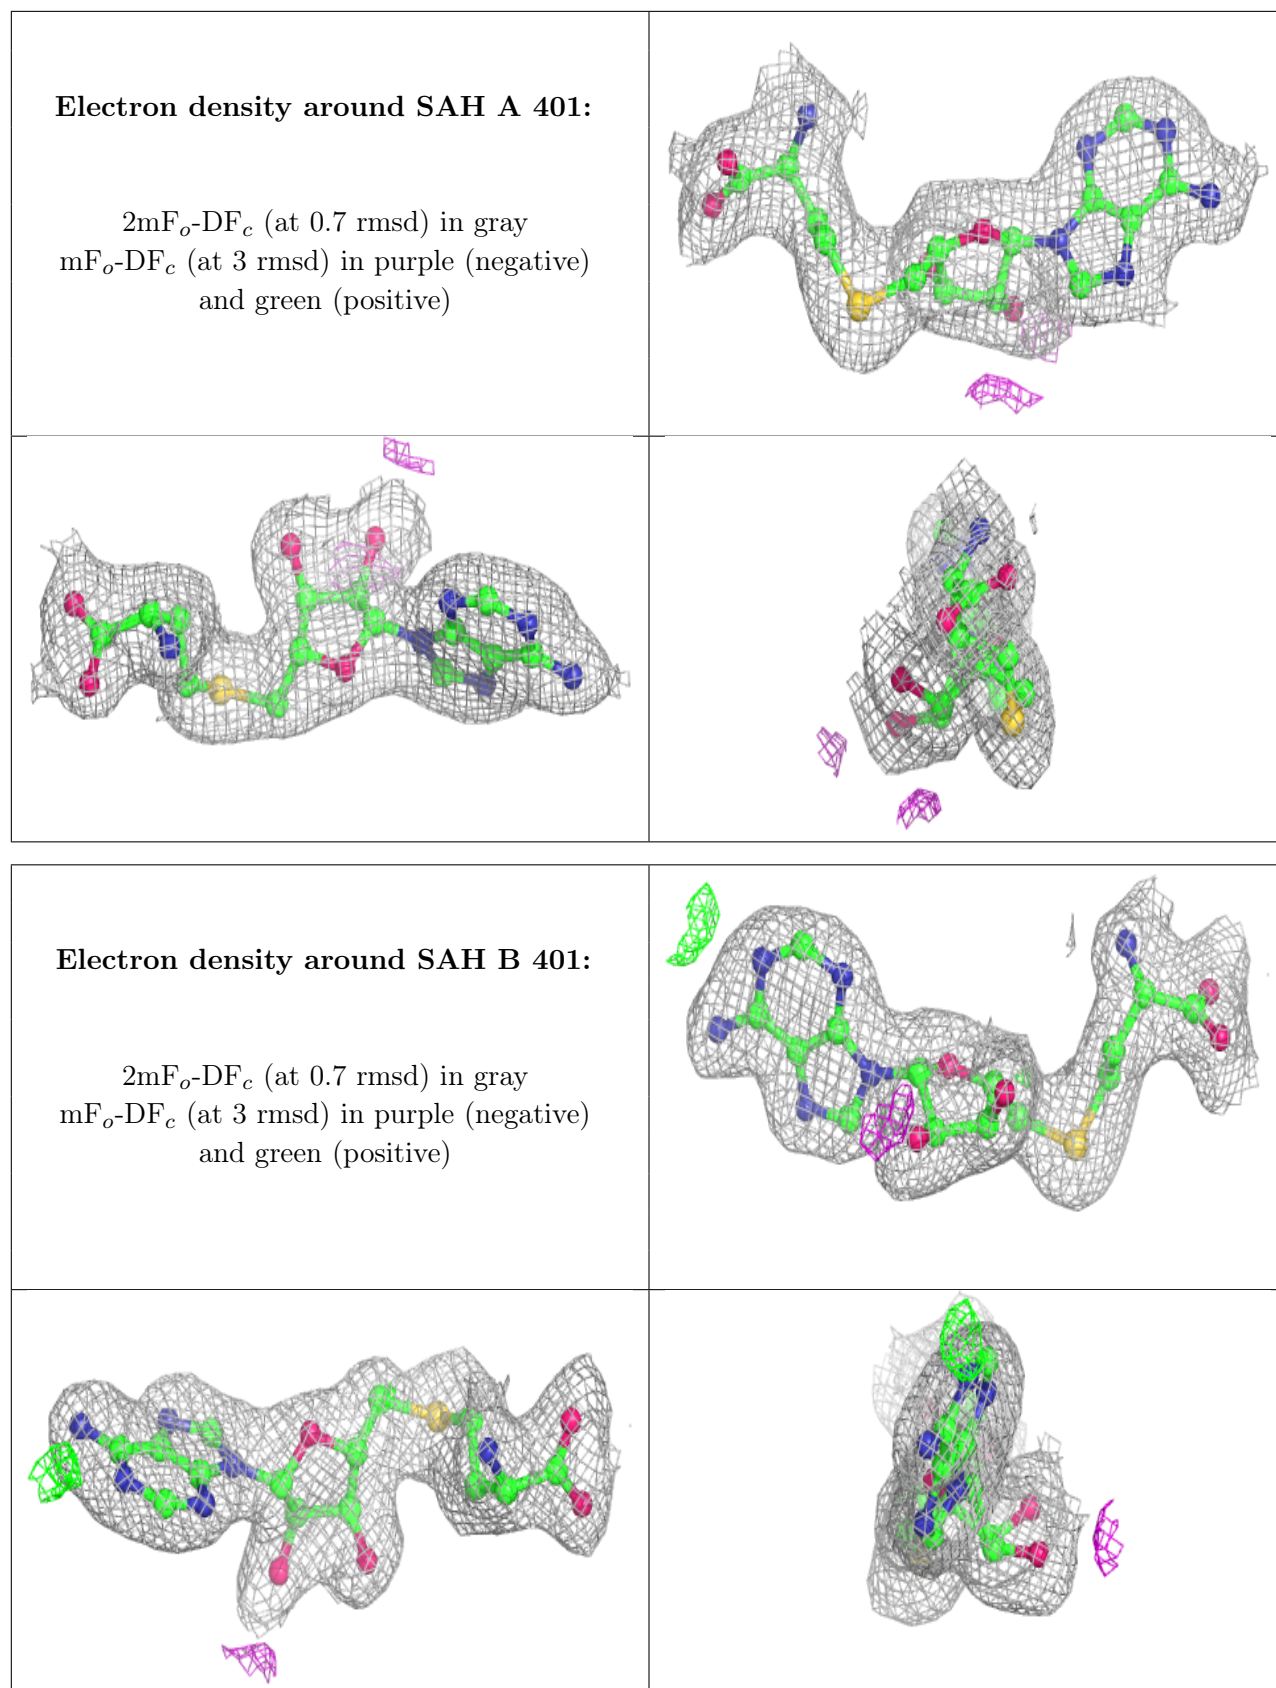 Electron density around SAH A 401:
2mFₒ-DF𝑐 (at 0.7 rmsd) in gray
mFₒ-DF𝑐 (at 3 rmsd) in purple (negative)
and green (positive)
Electron density around SAH B 401:
2mFₒ-DF𝑐 (at 0.7 rmsd) in gray
mFₒ-DF𝑐 (at 3 rmsd) in purple (negative)
and green (positive)